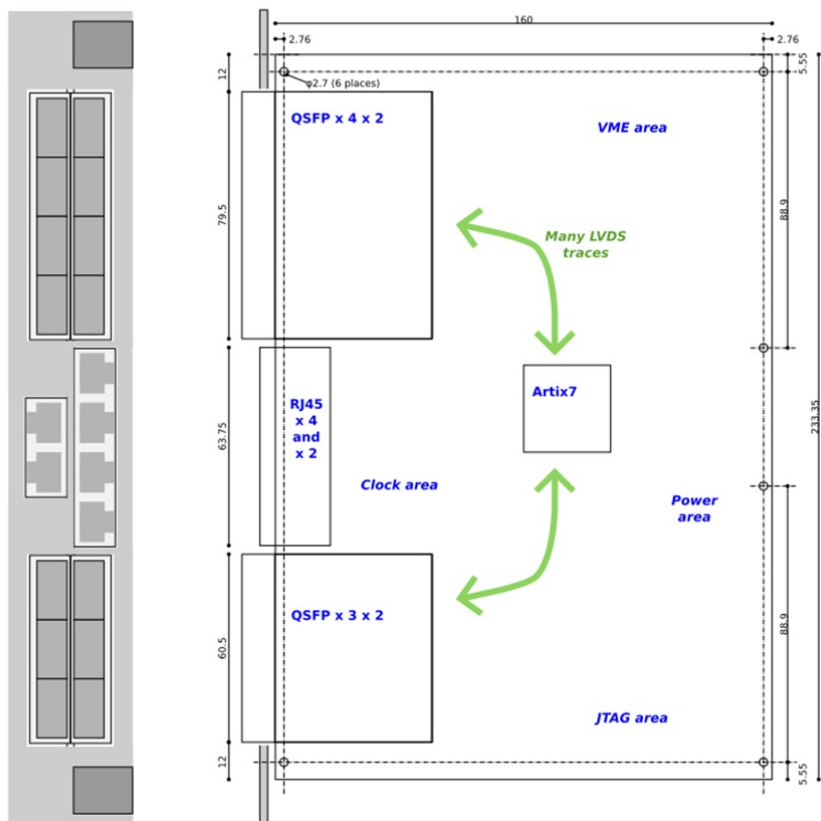 160
2.76
2.76
12
5.55
φ2.7 (6 places)
QSFP x 4 x 2
VME area
79.5
88.9
Many LVDS
traces
Artix7
RJ45
x 4
and
x 2
63.75
233.35
Clock area
Power
area
QSFP x 3 x 2
60.5
88.9
JTAG area
12
5.55